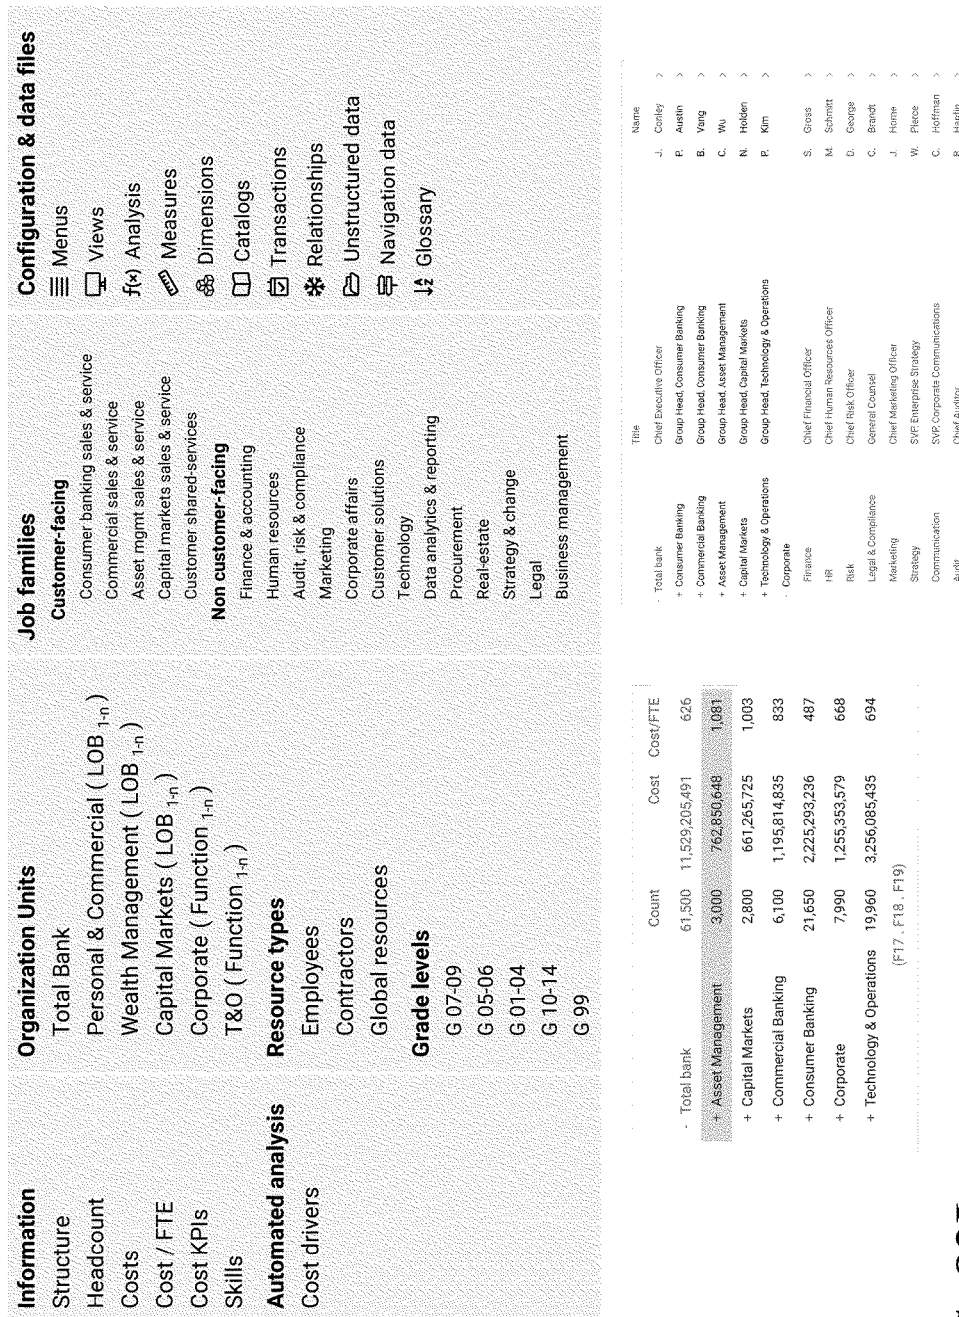 Information
Structure
Headcount
Costs
Cost / FTE
Cost KPIs
Skills
Automated analysis
Cost drivers
Organization Units
Total Bank
Personal & Commercial ( LOB 1-n )
Wealth Management ( LOB 1-n )
Capital Markets ( LOB 1-n )
Corporate ( Function 1-n )
T&O ( Function 1-n )
Resource types
Employees
Contractors
Global resources
Grade levels
G 07-09
G 05-06
G 01-04
G 10-14
G 99
Job families
Customer-facing
Consumer banking sales & service
Commercial sales & service
Asset mgmt sales & service
Capital markets sales & service
Customer shared-services
Non customer-facing
Finance & accounting
Human resources
Audit, risk & compliance
Marketing
Corporate affairs
Customer solutions
Technology
Data analytics & reporting
Procurement
Real-estate
Strategy & change
Legal
Business management
Configuration & data files
Menus
Views
f(x) Analysis
Measures
Dimensions
Catalogs
Transactions
Relationships
Unstructured data
Navigation data
Glossary
Count Cost Cost/FTE
- Total bank 61,500 11,529,205,491 626
+ Asset Management 3,000 762,850,648 1,081
+ Capital Markets 2,800 661,265,725 1,003
+ Commercial Banking 6,100 1,195,814,835 833
+ Consumer Banking 21,650 2,225,293,236 487
+ Corporate 7,990 1,255,353,579 668
+ Technology & Operations 19,960 3,256,085,435 694
(F17 . F18 . F19)
Title Name
- Total bank Chief Executive Officer J. Conley >
+ Consumer Banking Group Head, Consumer Banking P. Austin >
+ Commercial Banking Group Head, Consumer Banking B. Vang >
+ Asset Management Group Head, Asset Management C. Wu >
+ Capital Markets Group Head, Capital Markets N. Holden >
+ Technology & Operations Group Head, Technology & Operations P. Kim >
- Corporate
Finance Chief Financial Officer S. Gross >
HR Chief Human Resources Officer M. Schmitt >
Risk Chief Risk Officer D. George >
Legal & Compliance General Counsel C. Brandt >
Marketing Chief Marketing Officer J. Horne >
Strategy SVP, Enterprise Strategy W. Pierce >
Communication SVP, Corporate Communications C. Hoffman >
Audit Chief Auditor R. Hardin >